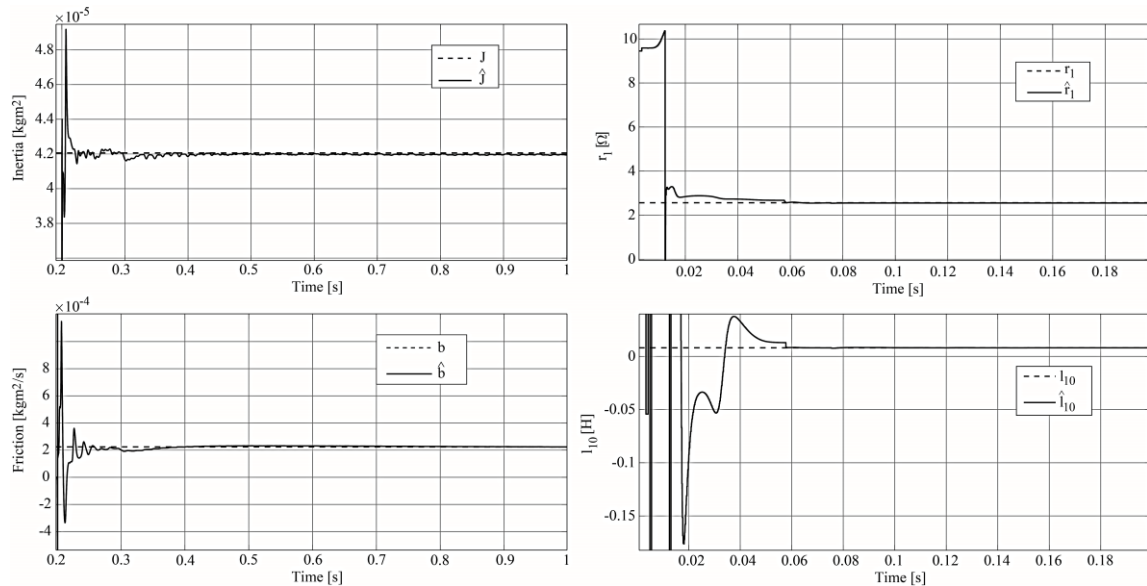 ×10⁻⁵
4.8
4.6
4.4
4.2
4
3.8
Inertia [kgm²]
J
Ĵ
0.2 0.3 0.4 0.5 0.6 0.7 0.8 0.9 1
Time [s]
10
8
6
4
2
0
r₁ [Ω]
r₁
r̂₁
0.02 0.04 0.06 0.08 0.1 0.12 0.14 0.16 0.18
Time [s]
×10⁻⁴
8
6
4
2
0
-2
-4
Friction [kgm²/s]
b
b̂
0.2 0.3 0.4 0.5 0.6 0.7 0.8 0.9 1
Time [s]
0
-0.05
-0.1
-0.15
l₁₀ [H]
l₁₀
l̂₁₀
0.02 0.04 0.06 0.08 0.1 0.12 0.14 0.16 0.18
Time [s]